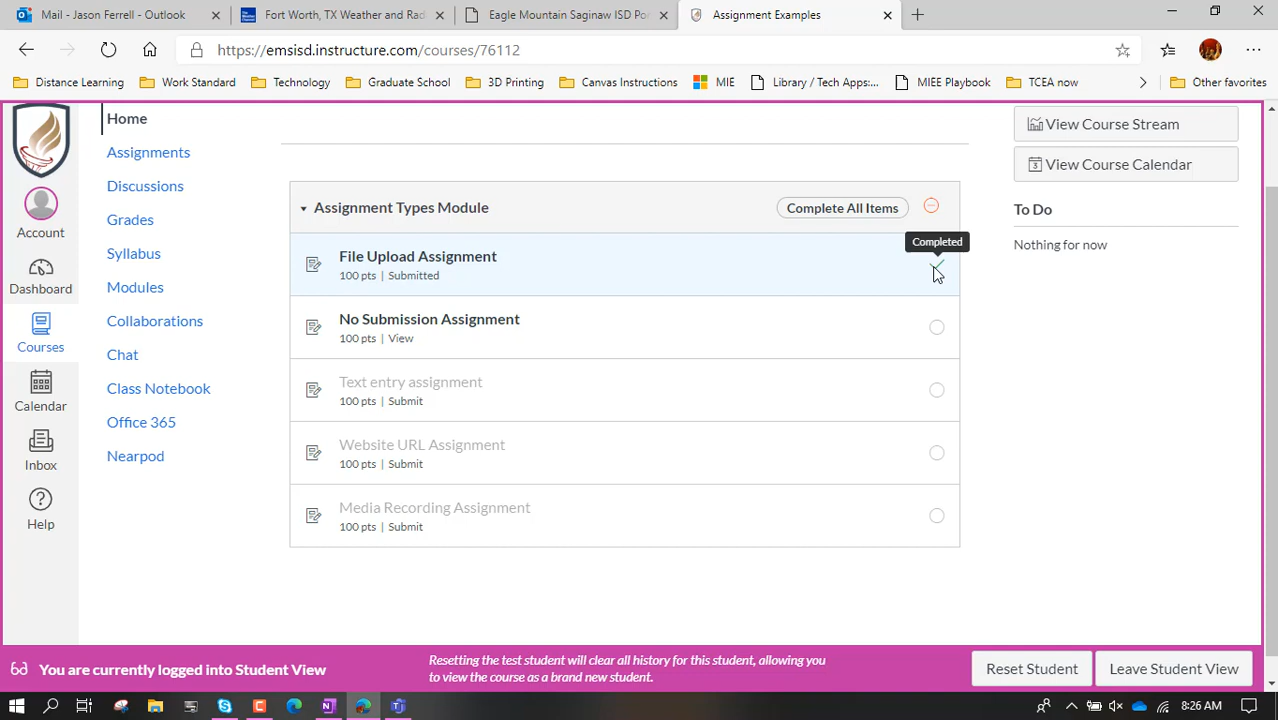 Mail - Jason Ferrell - Outlook
Fort Worth, TX Weather and Rad
Eagle Mountain Saginaw ISD Po
Assignment Examples
https://emsisd.instructure.com/courses/76112
Distance Learning
Work Standard
Technology
Graduate School
3D Printing
Canvas Instructions
MIE
Library / Tech Apps:...
MIEE Playbook
TCEA now
Other favorites
Account
Dashboard
Courses
Calendar
Inbox
Help
Home
Assignments
Discussions
Grades
Syllabus
Modules
Collaborations
Chat
Class Notebook
Office 365
Nearpod
Assignment Types Module
Complete All Items
Completed
File Upload Assignment
100 pts | Submitted
No Submission Assignment
100 pts | View
Text entry assignment
100 pts | Submit
Website URL Assignment
100 pts | Submit
Media Recording Assignment
100 pts | Submit
View Course Stream
3 View Course Calendar
To Do
Nothing for now
You are currently logged into Student View
Resetting the test student will clear all history for this student, allowing you
to view the course as a brand new student.
Reset Student
Leave Student View
8:26 AM